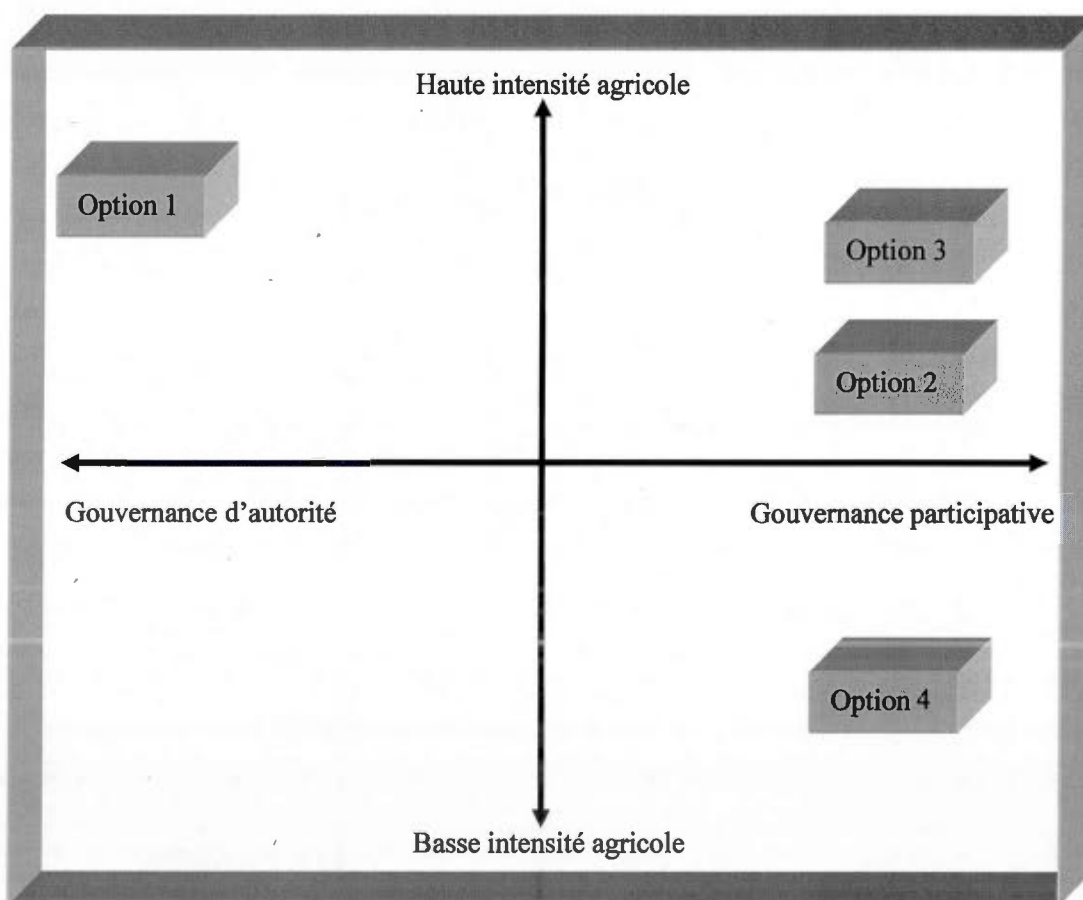 Haute intensité agricole
Option 1
Option 3
Option 2
Gouvernance d'autorité
Gouvernance participative
Option 4
Basse intensité agricole